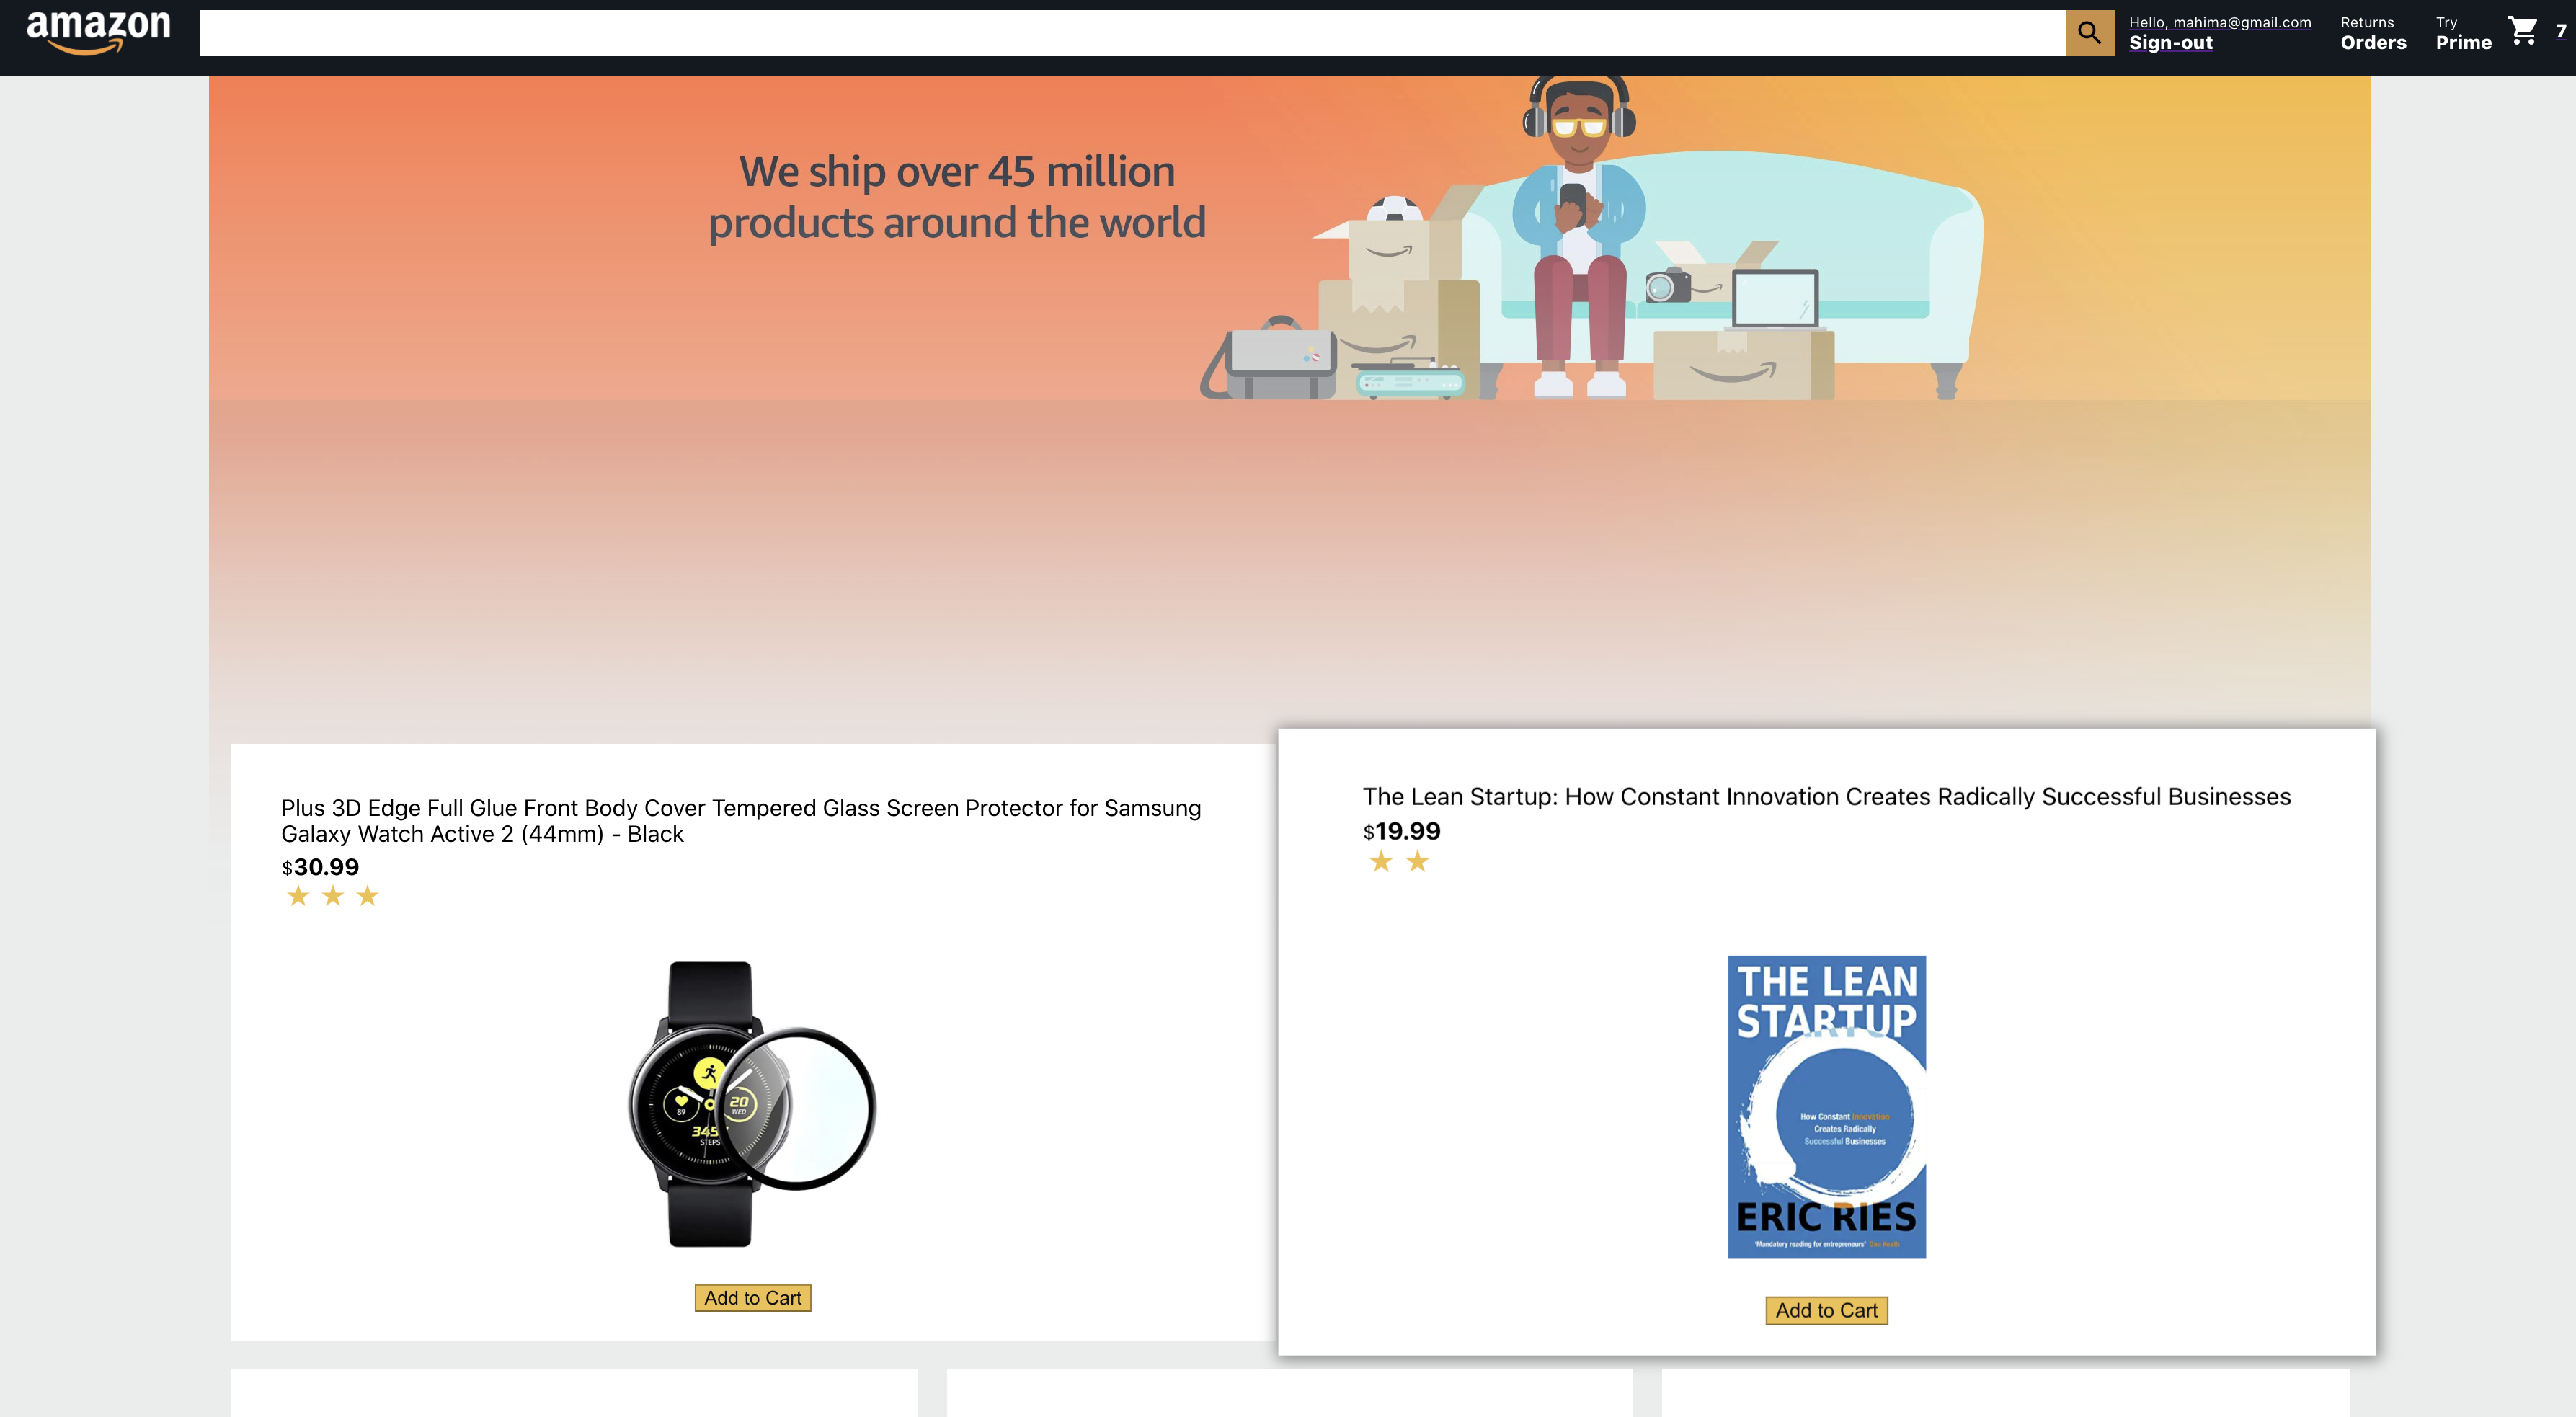 amazon
Hello, mahima@gmail.com
Sign-out
Returns
Orders
Try
Prime
7
We ship over 45 million
products around the world
Plus 3D Edge Full Glue Front Body Cover Tempered Glass Screen Protector for Samsung
Galaxy Watch Active 2 (44mm) - Black
$30.99
89
20
WED
345
STEPS
Add to Cart
The Lean Startup: How Constant Innovation Creates Radically Successful Businesses
$19.99
THE LEAN
STARTUP
How Constant Innovation
Creates Radically
Successful Businesses
ERIC RIES
'Mandatory reading for entrepreneurs' Dan Heath
Add to Cart